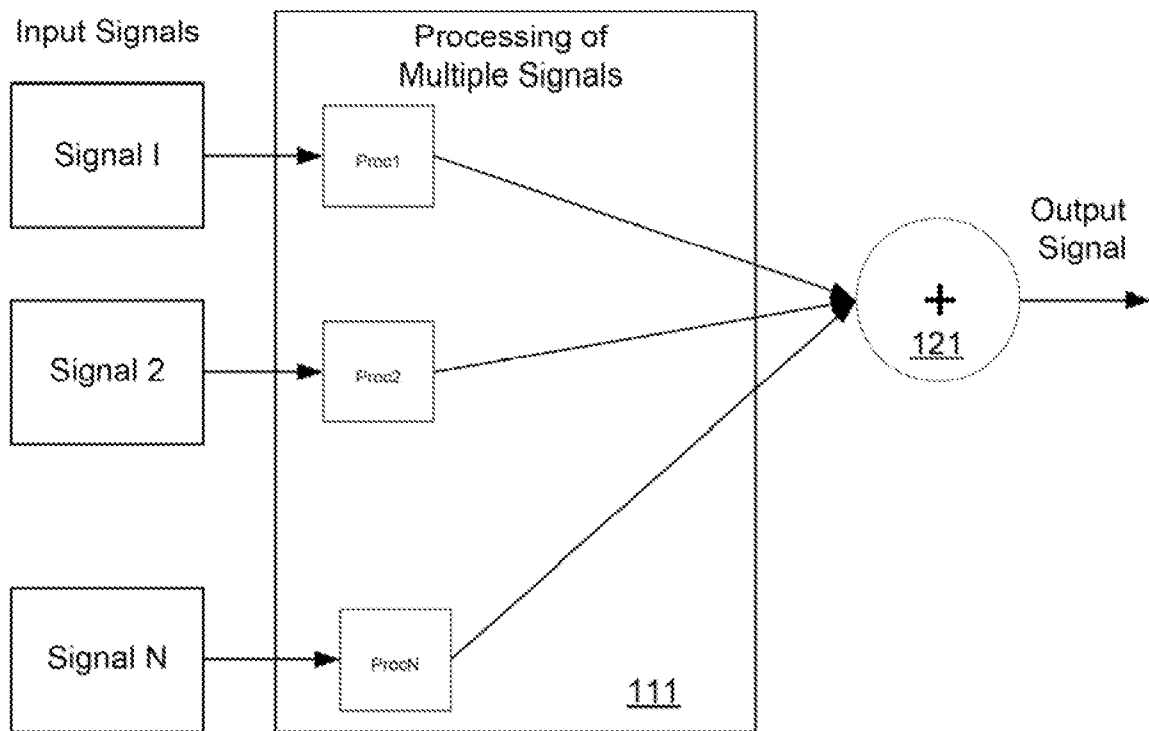 Input Signals
Processing of
Multiple Signals
Signal I
Proc1
Output
Signal
+
121
Signal 2
Proc2
Signal N
ProcN
111